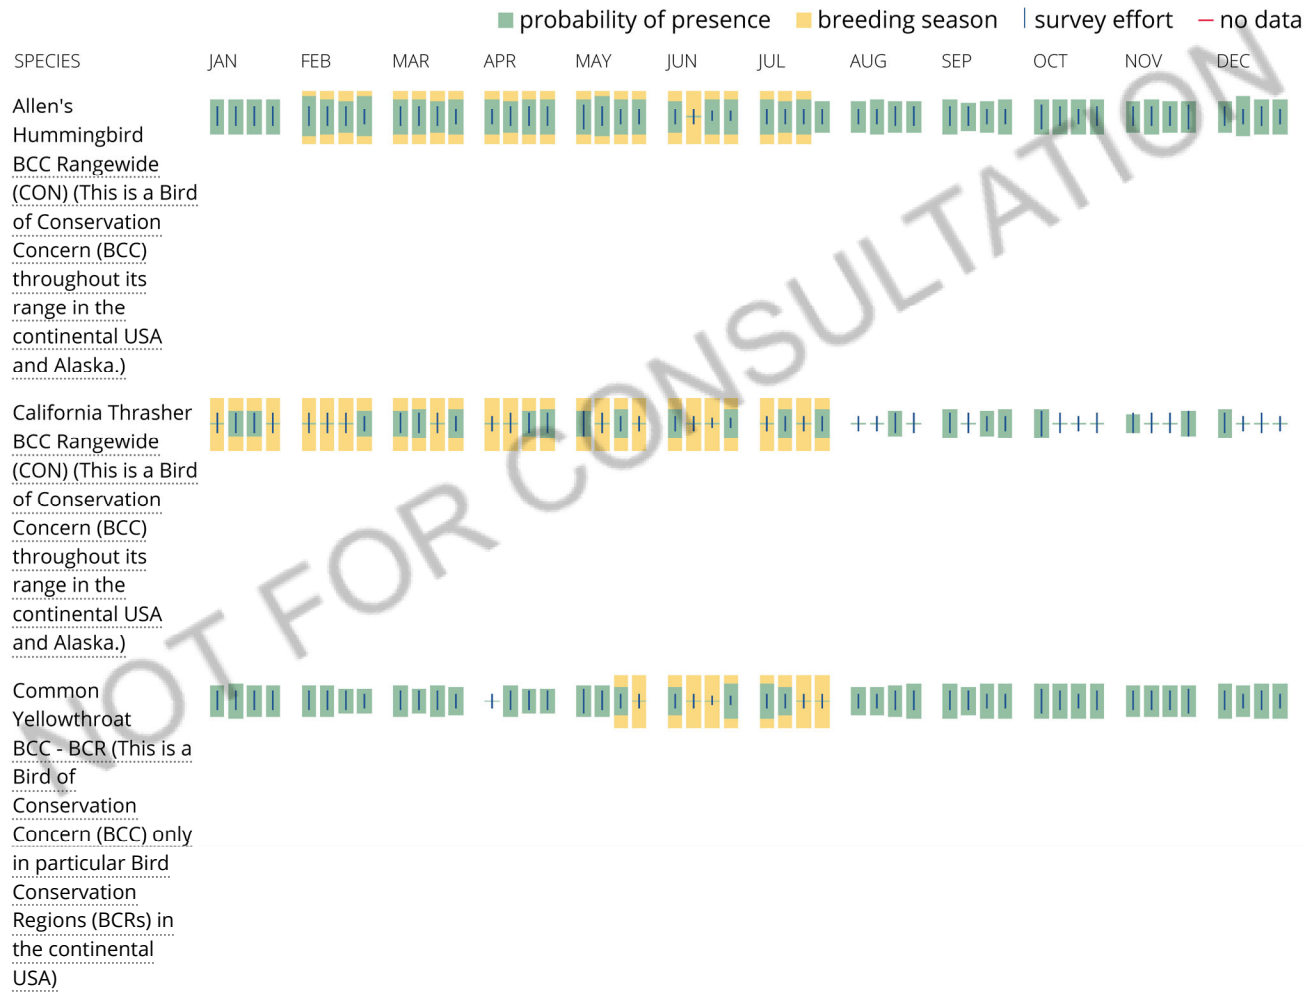 probability of presence breeding season survey effort no data
SPECIES JAN FEB MAR APR MAY JUN JUL AUG SEP OCT NOV DEC
Allen's
Hummingbird
BCC Rangewide
(CON) (This is a Bird
of Conservation
Concern (BCC)
throughout its
range in the
continental USA
and Alaska.)
California Thrasher
BCC Rangewide
(CON) (This is a Bird
of Conservation
Concern (BCC)
throughout its
range in the
continental USA
and Alaska.)
Common
Yellowthroat
BCC - BCR (This is a
Bird of
Conservation
Concern (BCC) only
in particular Bird
Conservation
Regions (BCRs) in
the continental
USA)
NOT FOR CONSULTATION